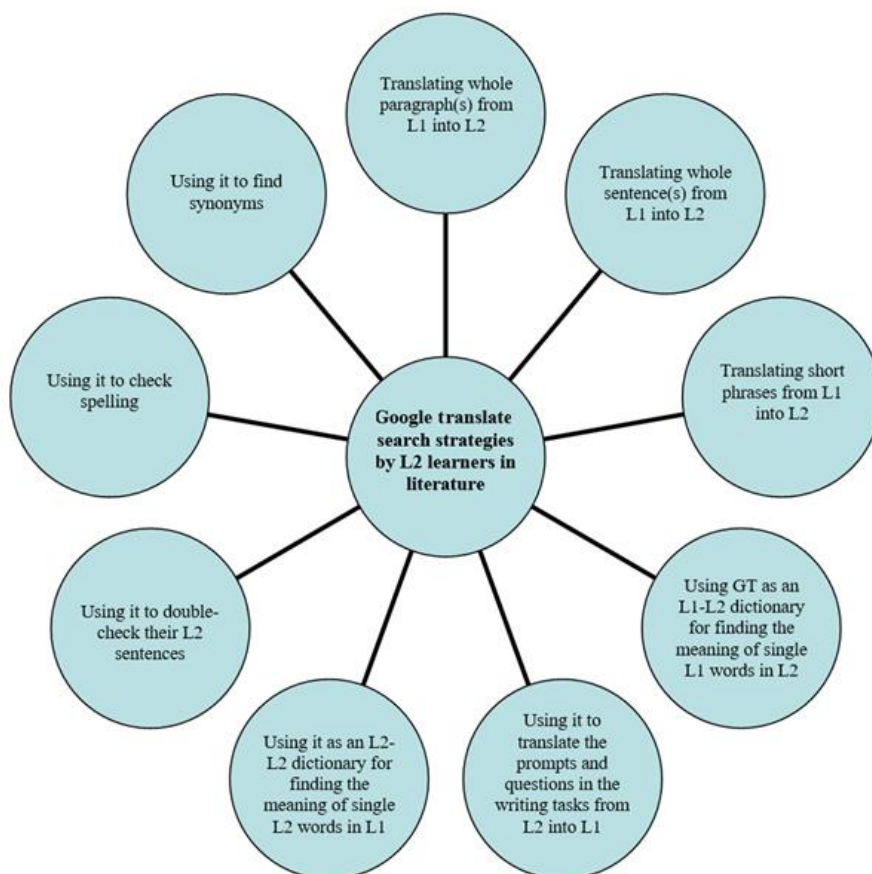 Translating whole
paragraph(s) from
L1 into L2
Translating whole
sentence(s) from
L1 into L2
Translating short
phrases from L1
into L2
Using GT as an
L1-L2 dictionary
for finding the
meaning of single
L1 words in L2
Using it to
translate the
prompts and
questions in the
writing tasks from
L2 into L1
Using it as an L2-
L2 dictionary for
finding the
meaning of single
L2 words in L1
Using it to double-
check their L2
sentences
Using it to check
spelling
Using it to find
synonyms
Google translate
search strategies
by L2 learners in
literature